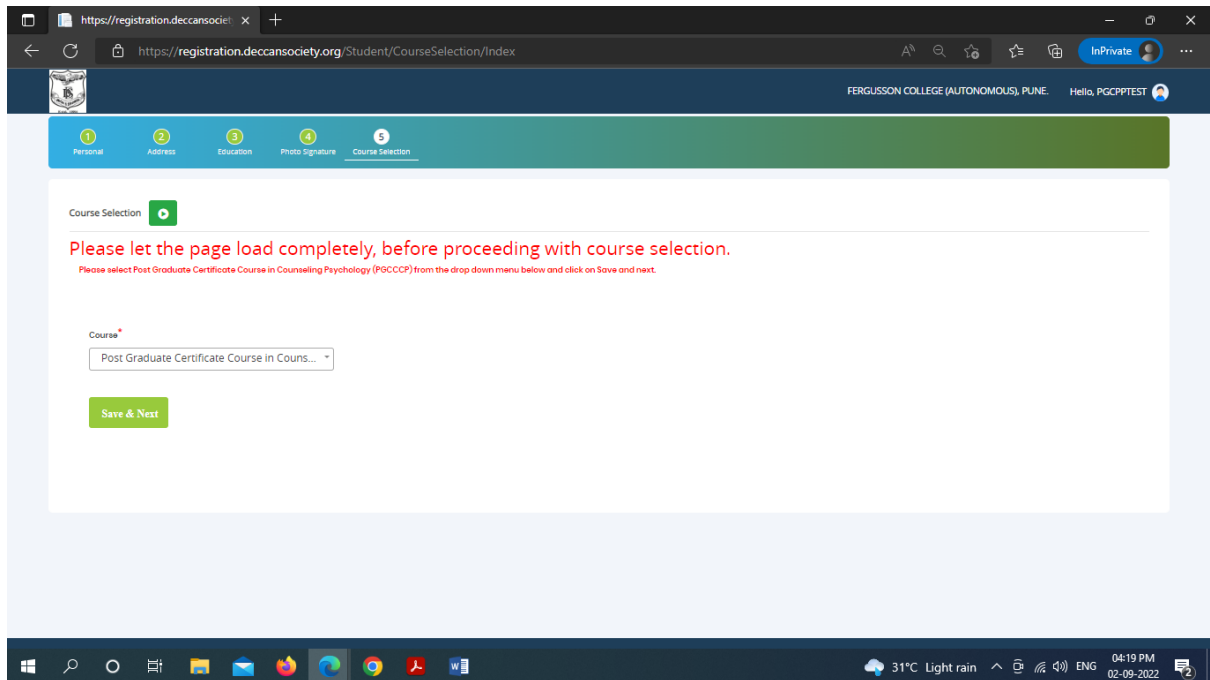 https://registration.deccansociet
https://registration.deccansociety.org/Student/CourseSelection/Index
InPrivate
FERGUSSON COLLEGE (AUTONOMOUS), PUNE.
Hello, PGCPPTEST
1
2
3
4
5
Personal
Address
Education
Photo Signature
Course Selection
Course Selection
Please let the page load completely, before proceeding with course selection.
Please select Post Graduate Certificate Course in Counseling Psychology (PGCCCP) from the drop down menu below and click on Save and next.
Course*
Post Graduate Certificate Course in Couns...
Save & Next
31°C Light rain
ENG
04:19 PM
02-09-2022
2